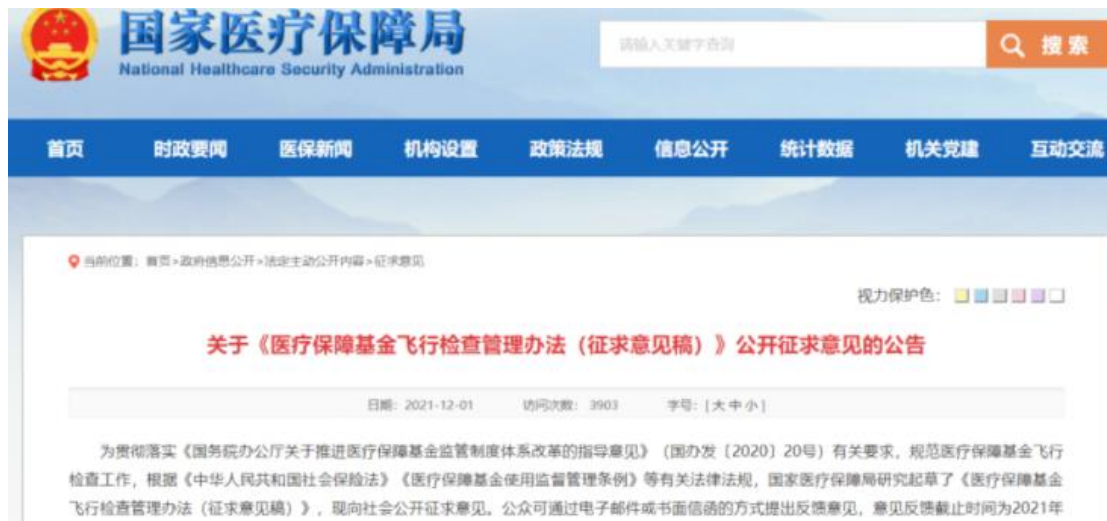 国家医疗保障局
National Healthcare Security Administration
请输入关键字查询
搜索
首页 时政要闻 医保新闻 机构设置 政策法规 信息公开 统计数据 机关党建 互动交流
当前位置：首页>政府信息公开>法定主动公开内容>征求意见
视力保护色：
关于《医疗保障基金飞行检查管理办法（征求意见稿）》公开征求意见的公告
日期：2021-12-01 访问次数：3903 字号：[大 中 小]
为贯彻落实《国务院办公厅关于推进医疗保障基金监管制度体系改革的指导意见》（国办发〔2020〕20号）有关要求，规范医疗保障基金飞行
检查工作，根据《中华人民共和国社会保险法》《医疗保障基金使用监督管理条例》等有关法律法规，国家医疗保障局研究起草了《医疗保障基金
飞行检查管理办法（征求意见稿）》，现向社会公开征求意见。公众可通过电子邮件或书面信函的方式提出反馈意见，意见反馈截止时间为2021年